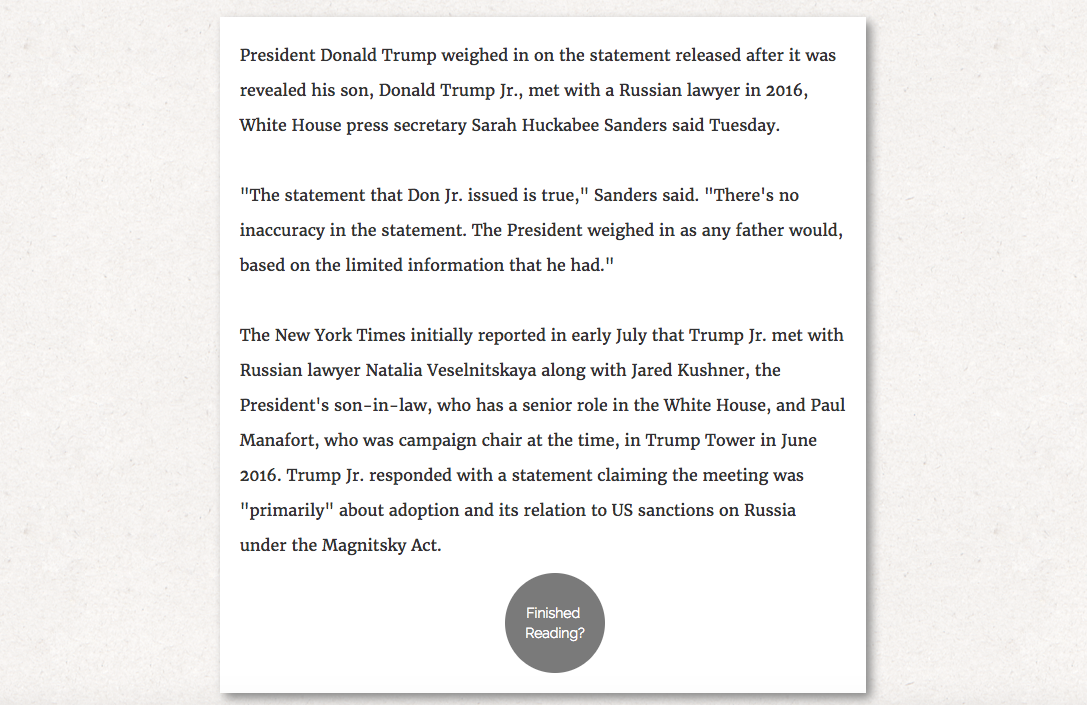 President Donald Trump weighed in on the statement released after it was
revealed his son, Donald Trump Jr., met with a Russian lawyer in 2016,
White House press secretary Sarah Huckabee Sanders said Tuesday.
"The statement that Don Jr. issued is true," Sanders said. "There's no
inaccuracy in the statement. The President weighed in as any father would,
based on the limited information that he had."
The New York Times initially reported in early July that Trump Jr. met with
Russian lawyer Natalia Veselnitskaya along with Jared Kushner, the
President's son-in-law, who has a senior role in the White House, and Paul
Manafort, who was campaign chair at the time, in Trump Tower in June
2016. Trump Jr. responded with a statement claiming the meeting was
"primarily" about adoption and its relation to US sanctions on Russia
under the Magnitsky Act.
Finished
Reading?